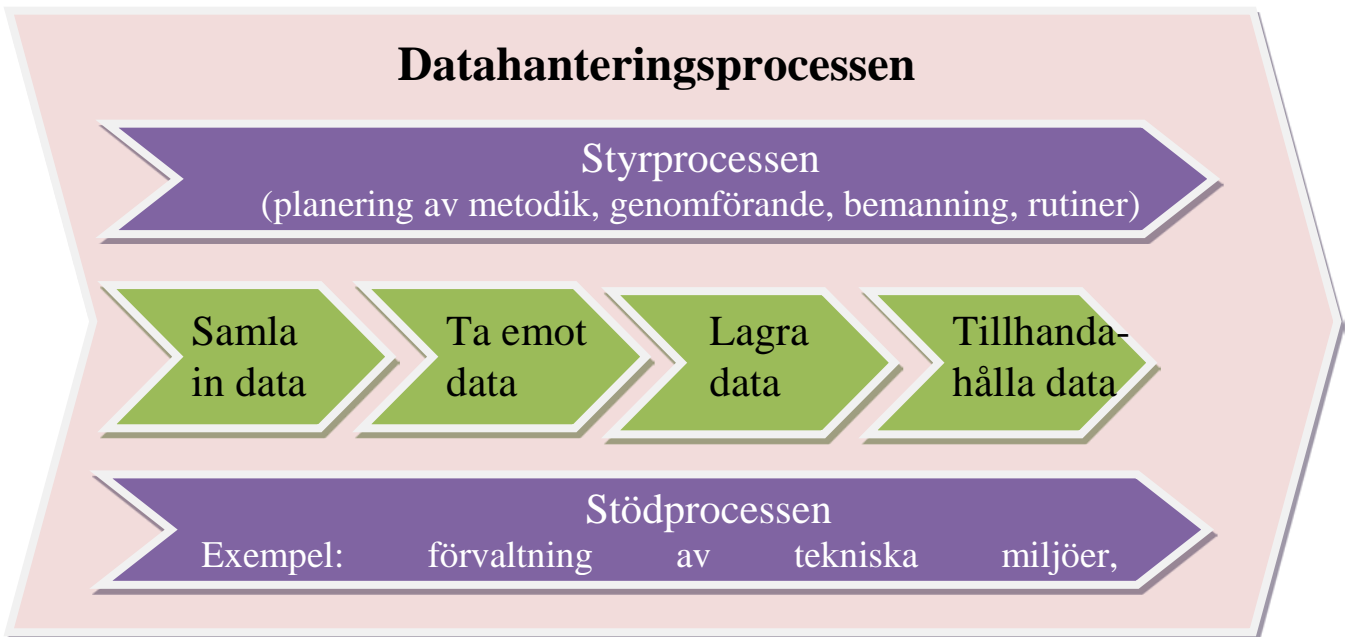 Datahanteringsprocessen
Styrprocessen
(planering av metodik, genomförande, bemanning, rutiner)
Samla
in data
Ta emot
data
Lagra
data
Tillhanda-
hålla data
Stödprocessen
Exempel: förvaltning av tekniska miljöer,